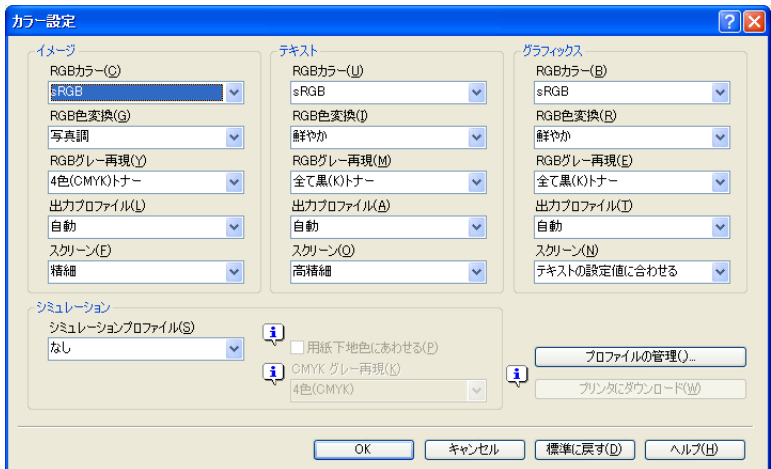 カラー設定
イメージ
RGBカラー(C)
sRGB
RGB色変換(G)
写真調
RGBグレー再現(Y)
4色(CMYK)トナー
出力プロファイル(L)
自動
スクリーン(F)
精細
テキスト
RGBカラー(U)
sRGB
RGB色変換(I)
鮮やか
RGBグレー再現(M)
全て黒(K)トナー
出力プロファイル(A)
自動
スクリーン(O)
高精細
グラフィックス
RGBカラー(B)
sRGB
RGB色変換(R)
鮮やか
RGBグレー再現(E)
全て黒(K)トナー
出力プロファイル(T)
自動
スクリーン(N)
テキストの設定値に合わせる
シミュレーション
シミュレーションプロファイル(S)
なし
用紙下地色にあわせる(P)
CMYK グレー再現(K)
4色(CMYK)
プロファイルの管理(.)...
プリンタにダウンロード(W)
OK
キャンセル
標準に戻す(D)
ヘルプ(H)